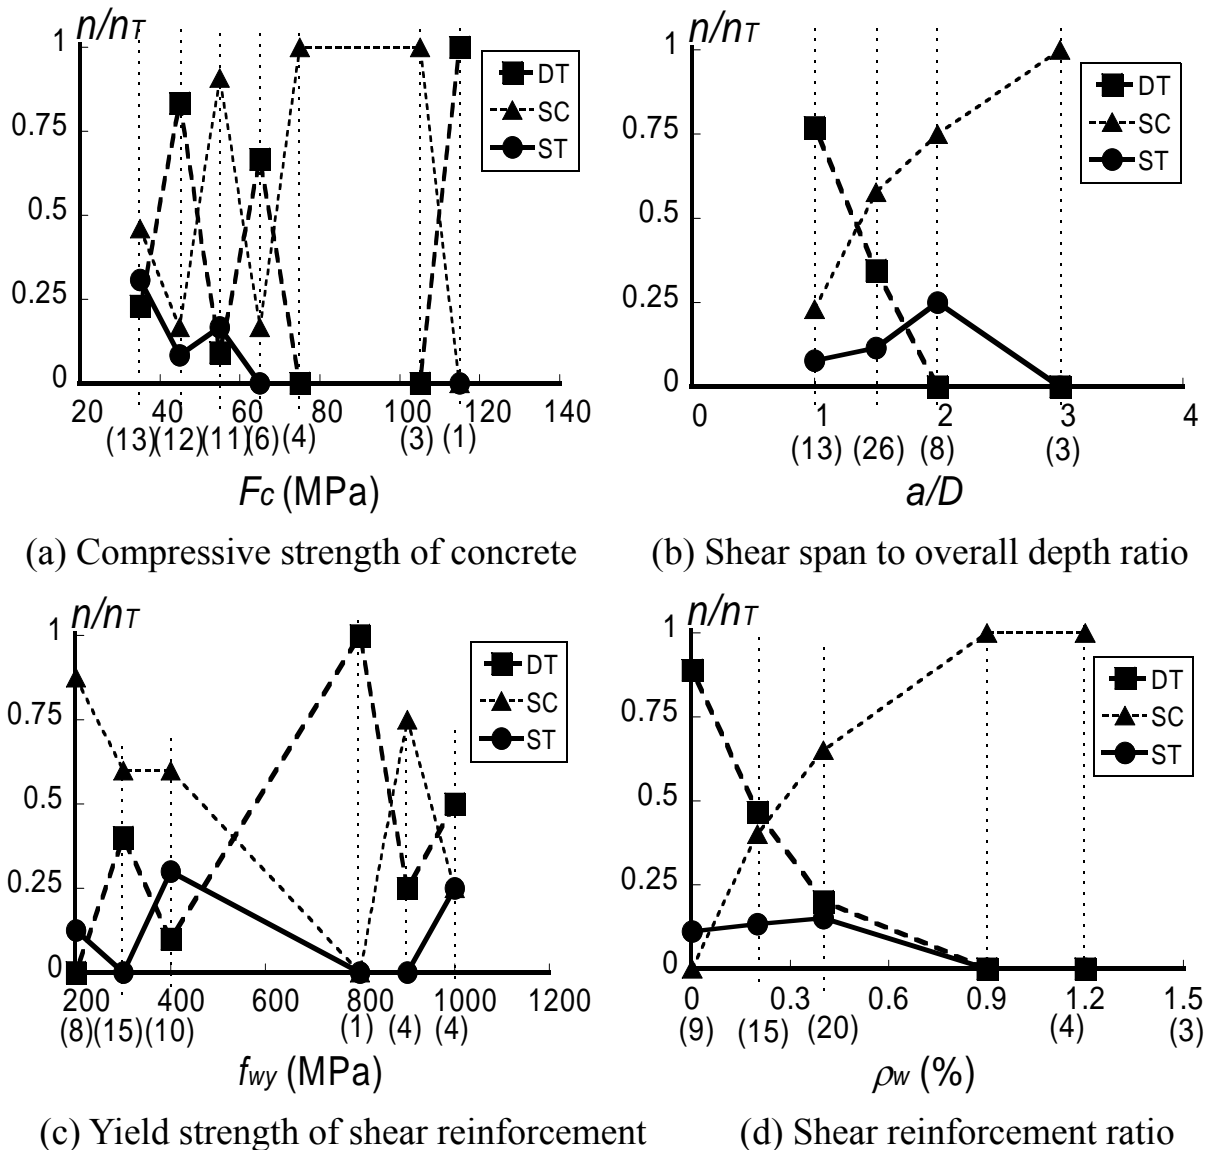 n/nT
1
0.75
0.5
0.25
0
DT
SC
ST
20 40 60 80 100 120 140
(13) (12) (11) (6) (4) (3) (1)
Fc (MPa)
(a) Compressive strength of concrete
n/nT
1
0.75
0.5
0.25
0
DT
SC
ST
0 1 2 3 4
(13) (26) (8) (3)
a/D
(b) Shear span to overall depth ratio
n/nT
1
0.75
0.5
0.25
0
DT
SC
ST
200 400 600 800 1000 1200
(8) (15) (10) (1) (4) (4)
fwy (MPa)
(c) Yield strength of shear reinforcement
n/nT
1
0.75
0.5
0.25
0
DT
SC
ST
0 0.3 0.6 0.9 1.2 1.5
(9) (15) (20) (4) (3)
ρw (%)
(d) Shear reinforcement ratio